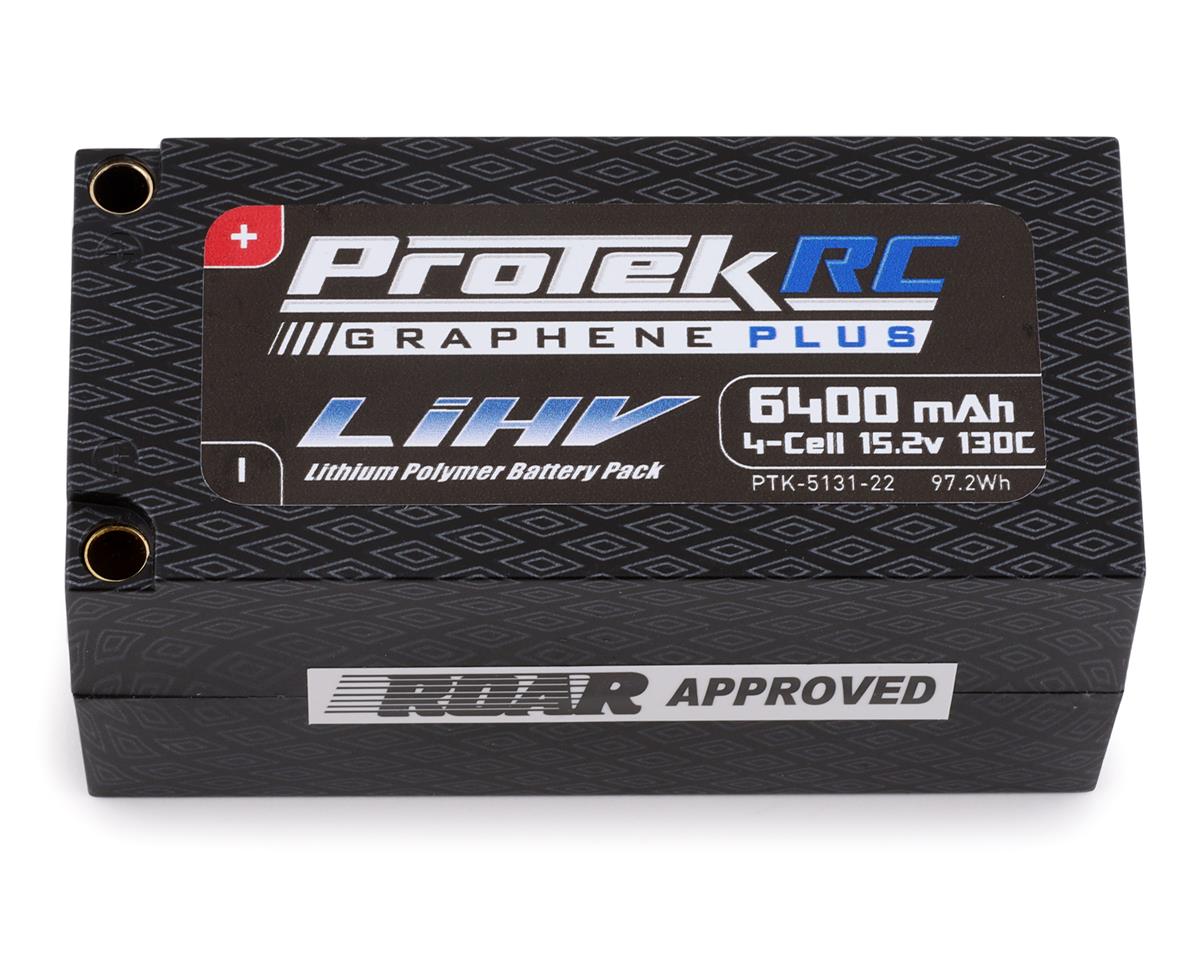 +
ProTek RC
GRAPHENE PLUS
LiHV
Lithium Polymer Battery Pack
6400 mAh
4-Cell 15.2v 130C
PTK-5131-22 97.2Wh
-
ROAR APPROVED